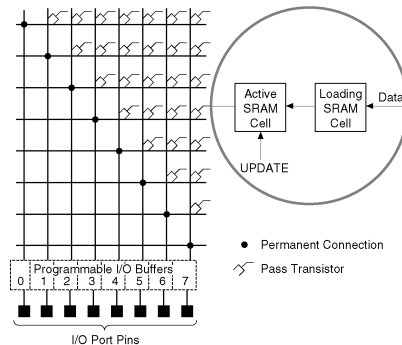 Active
SRAM
Cell
Loading
SRAM
Cell
Data
UPDATE
Permanent Connection
Pass Transistor
Programmable I/O Buffers
0 1 2 3 4 5 6 7
I/O Port Pins